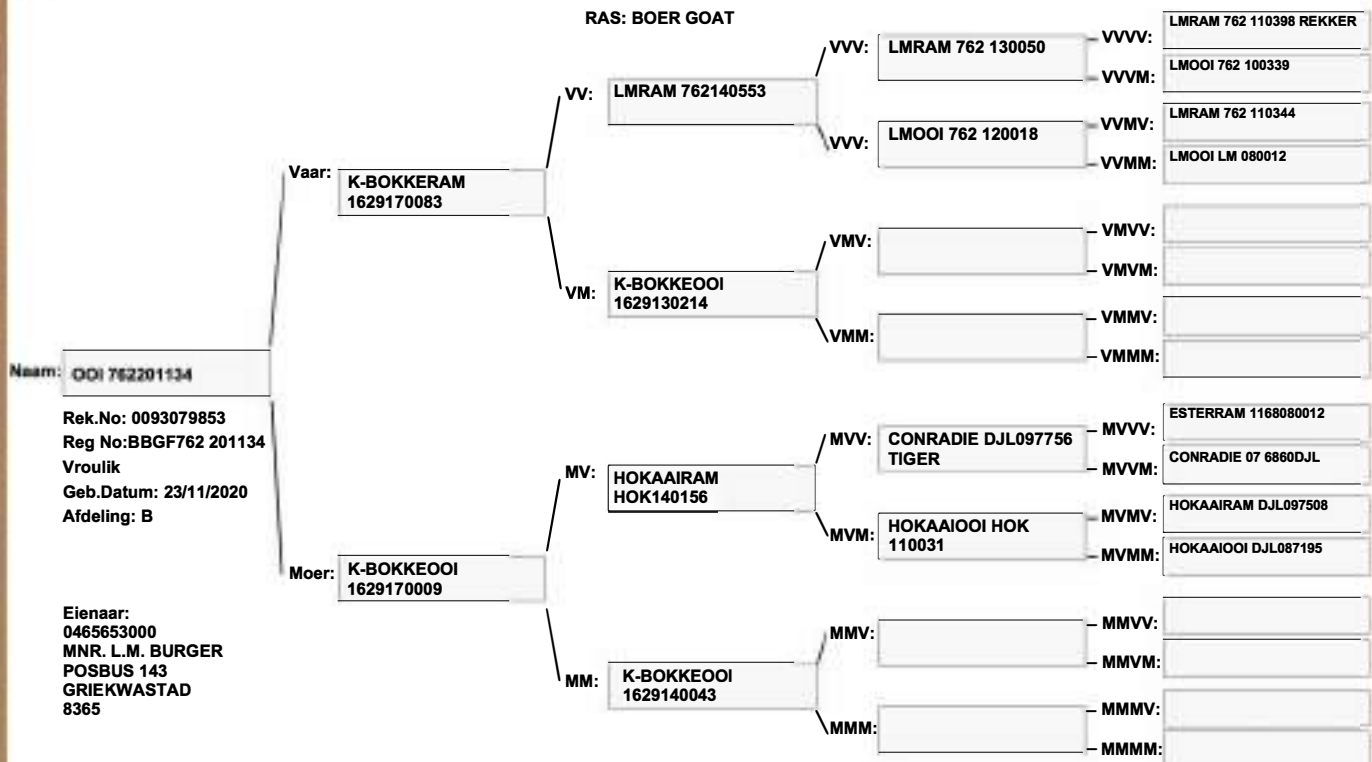 RAS: BOER GOAT
Naam: OOI 762201134
Rek.No: 0093079853
Reg No:BBGF762 201134
Vroulik
Geb.Datum: 23/11/2020
Afdeling: B
Eienaar:
0465653000
MNR. L.M. BURGER
POSBUS 143
GRIEKWASTAD
8365
Vaar: K-BOKKERAM
1629170083
Moer: K-BOKKEOOI
1629170009
VV: LMRAM 762140553
VM: K-BOKKEOOI
1629130214
MV: HOKAAIRAM
HOK140156
MM: K-BOKKEOOI
1629140043
VVV: LMRAM 762 130050
VVV: LMOOI 762 120018
VMV:
VMM:
MVV: CONRADIE DJL097756
TIGER
MVM: HOKAAIOOI HOK
110031
MMV:
MMM:
VVVV: LMRAM 762 110398 REKKER
VVVM: LMOOI 762 100339
VVMV: LMRAM 762 110344
VVMM: LMOOI LM 080012
VMVV:
VMVM:
VMMV:
VMMM:
MVVV: ESTERRAM 1168080012
MVVM: CONRADIE 07 6860DJL
MVMV: HOKAAIRAM DJL097508
MVMM: HOKAAIOOI DJL087195
MMVV:
MMVM:
MMMV:
MMMM: